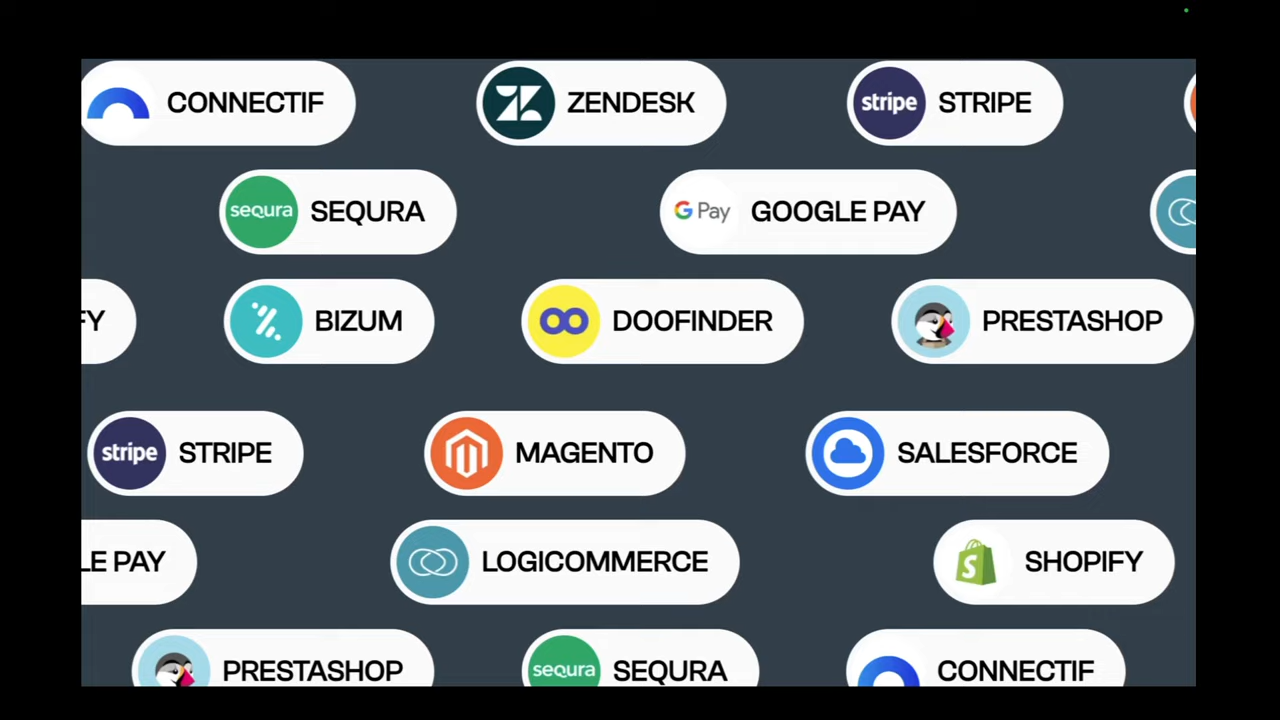 CONNECTIF
ZENDESK
stripe STRIPE
seQura SEQURA
G Pay GOOGLE PAY
FY
BIZUM
DOOFINDER
PRESTASHOP
stripe STRIPE
MAGENTO
SALESFORCE
LE PAY
LOGICOMMERCE
S SHOPIFY
PRESTASHOP
seQura SEQURA
CONNECTIF